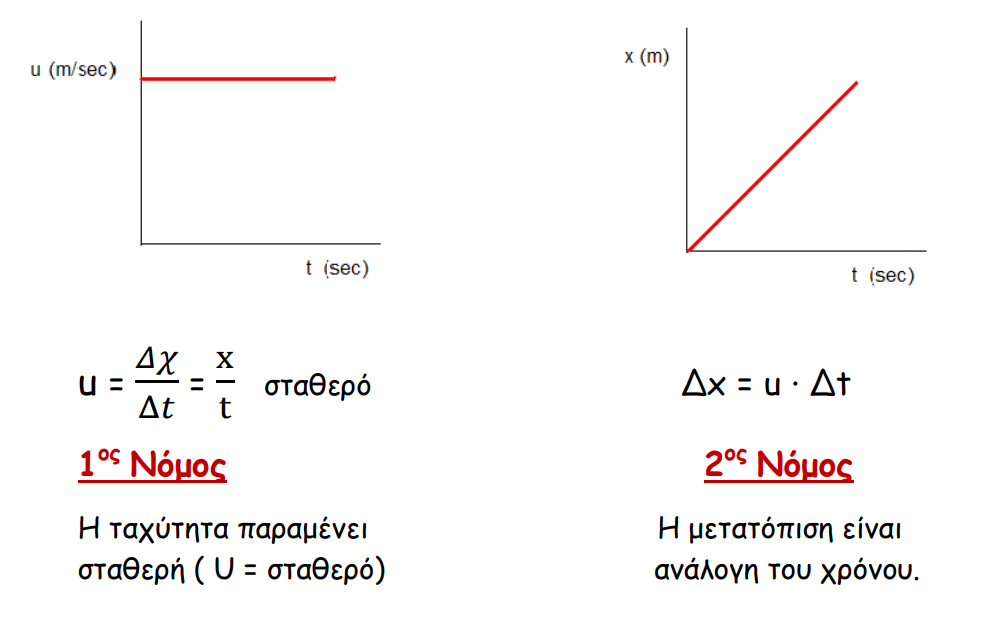 u (m/sec)
t (sec)
x (m)
t (sec)
u = Δχ/Δt = x/t σταθερό
1ος Νόμος
Η ταχύτητα παραμένει
σταθερή ( U = σταθερό)
Δx = u · Δt
2ος Νόμος
Η μετατόπιση είναι
ανάλογη του χρόνου.